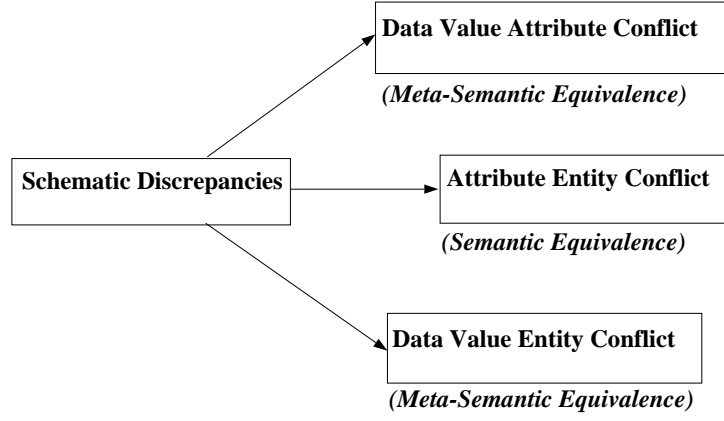 Data Value Attribute Conflict
(Meta-Semantic Equivalence)
Schematic Discrepancies
Attribute Entity Conflict
(Semantic Equivalence)
Data Value Entity Conflict
(Meta-Semantic Equivalence)